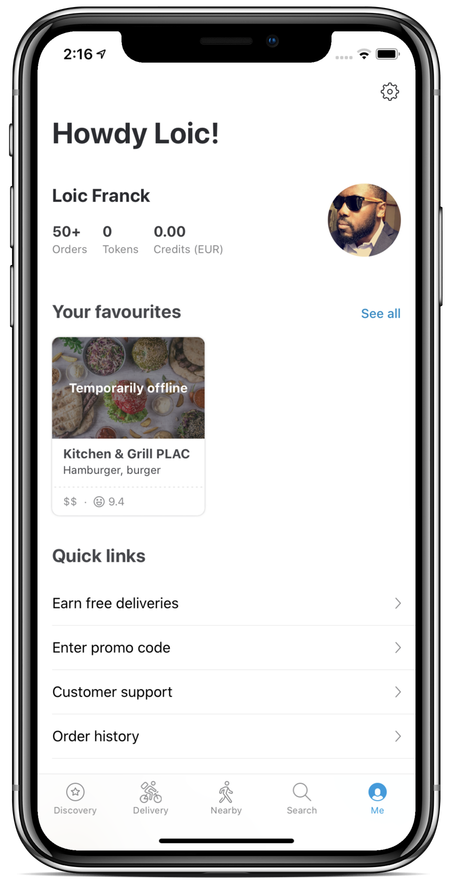 2:16
Howdy Loic!
Loic Franck
50+ 0 0.00
Orders Tokens Credits (EUR)
Your favourites See all
Temporarily offline
Kitchen & Grill PLAC
Hamburger, burger
$$ · 9.4
Quick links
Earn free deliveries
Enter promo code
Customer support
Order history
Discovery Delivery Nearby Search Me